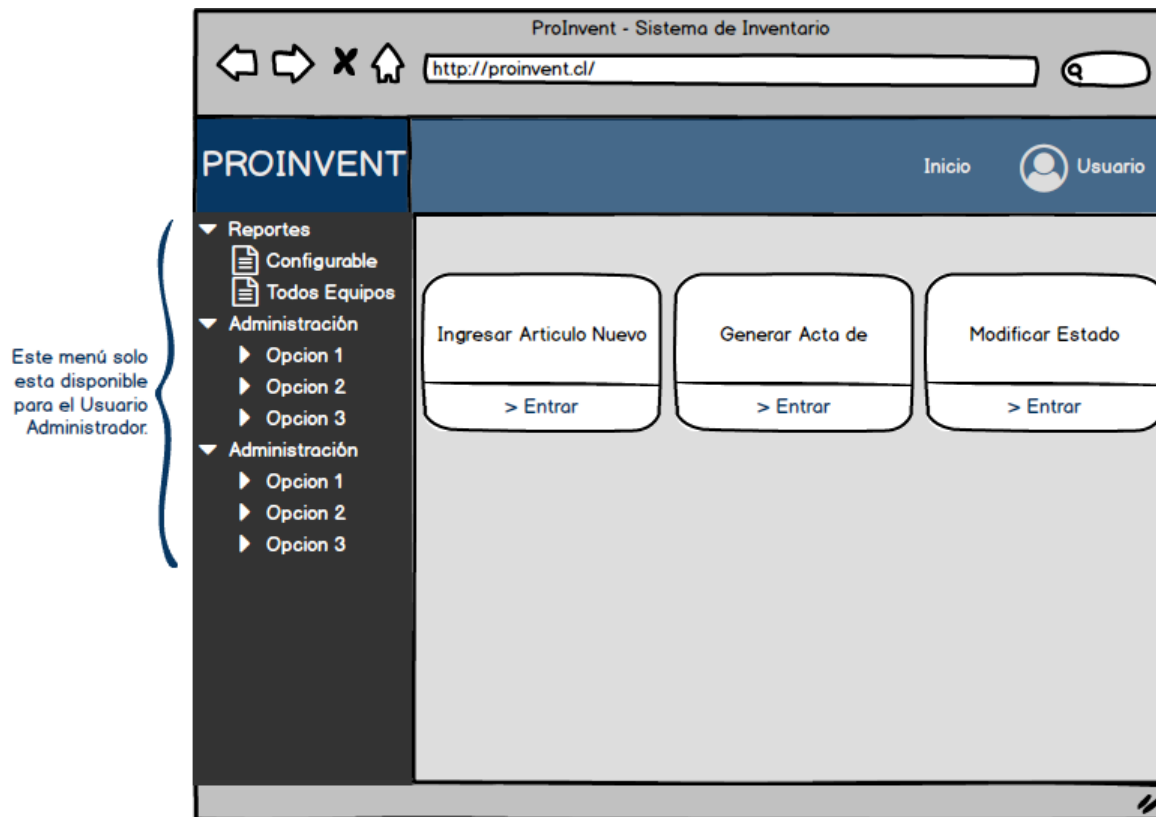 ProInvent - Sistema de Inventario
http://proinvent.cl/
PROINVENT
Inicio
Usuario
Reportes
Configurable
Todos Equipos
Administración
Opcion 1
Opcion 2
Opcion 3
Administración
Opcion 1
Opcion 2
Opcion 3
Este menú solo
esta disponible
para el Usuario
Administrador.
Ingresar Articulo Nuevo
> Entrar
Generar Acta de
> Entrar
Modificar Estado
> Entrar